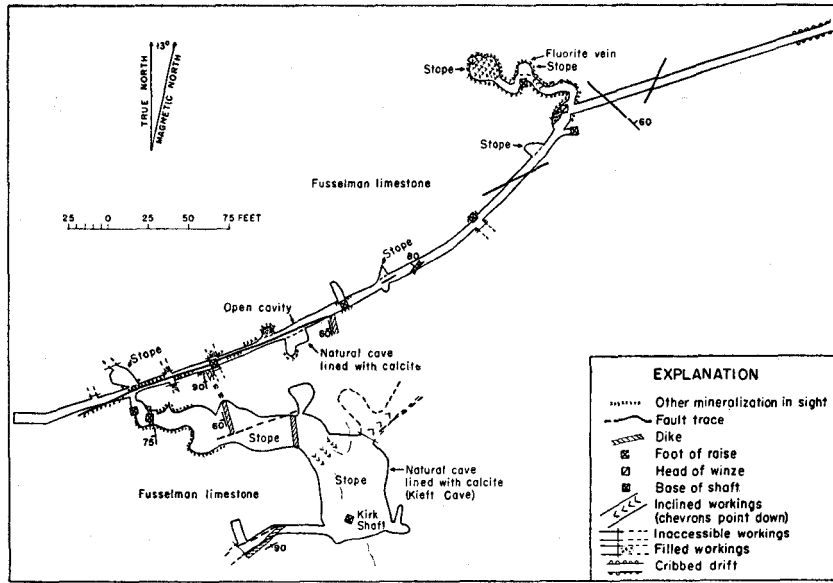 TRUE NORTH
13°
MAGNETIC NORTH
Fluorite vein
Stope
Stope
60
Stope
Fusselman limestone
25 0 25 50 75 FEET
Stope
80
Open cavity
60
Natural cave
lined with calcite
Stope
90
75
60
Stope
Stope
Natural cave
lined with calcite
(Kieft Cave)
Fusselman limestone
Kirk
Shaft
90
EXPLANATION
Other mineralization in sight
Fault trace
Dike
Foot of raise
Head of winze
Base of shaft
Inclined workings
(chevrons point down)
Inaccessible workings
Filled workings
Cribbed drift